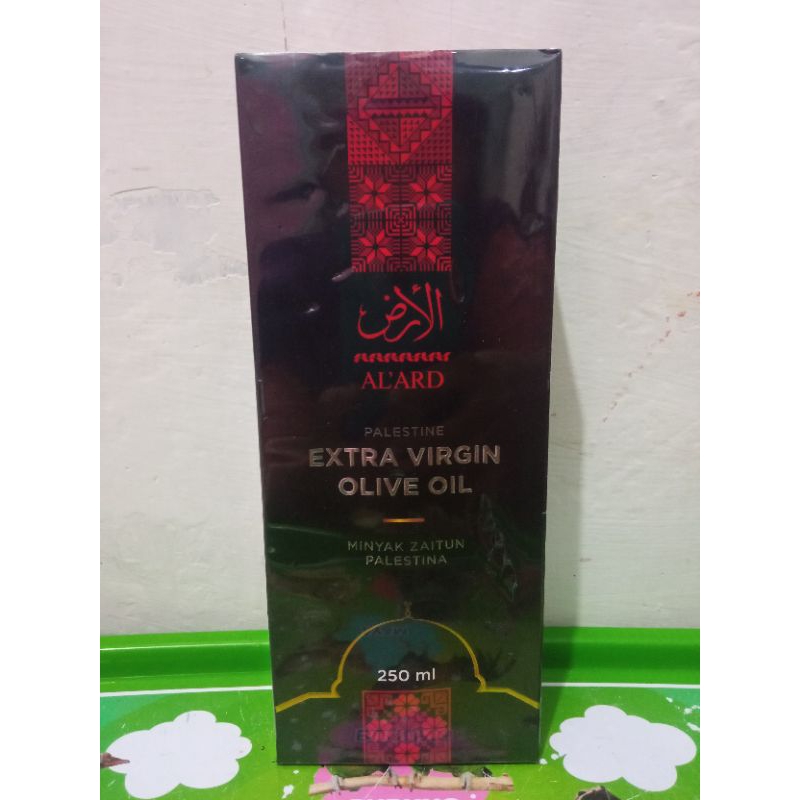 الأرض
AL'ARD
PALESTINE
EXTRA VIRGIN
OLIVE OIL
MINYAK ZAITUN
PALESTINA
250 ml